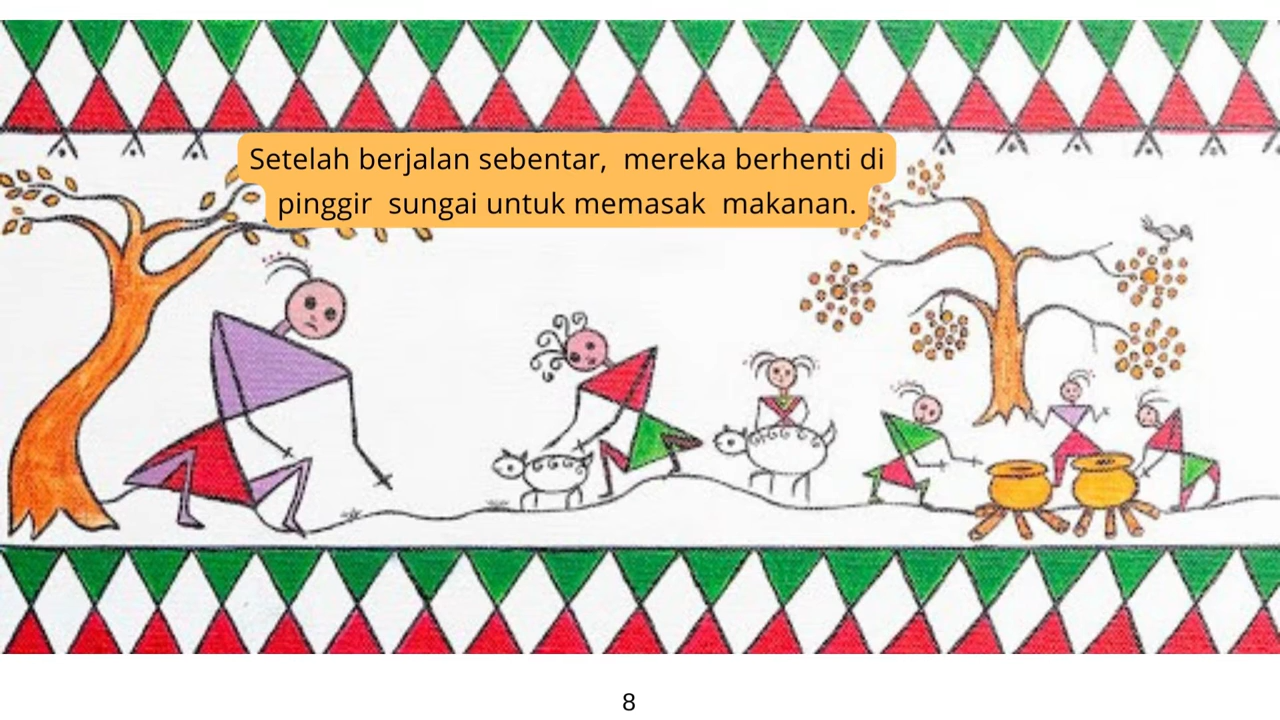 Setelah berjalan sebentar, mereka berhenti di
pinggir sungai untuk memasak makanan.
8